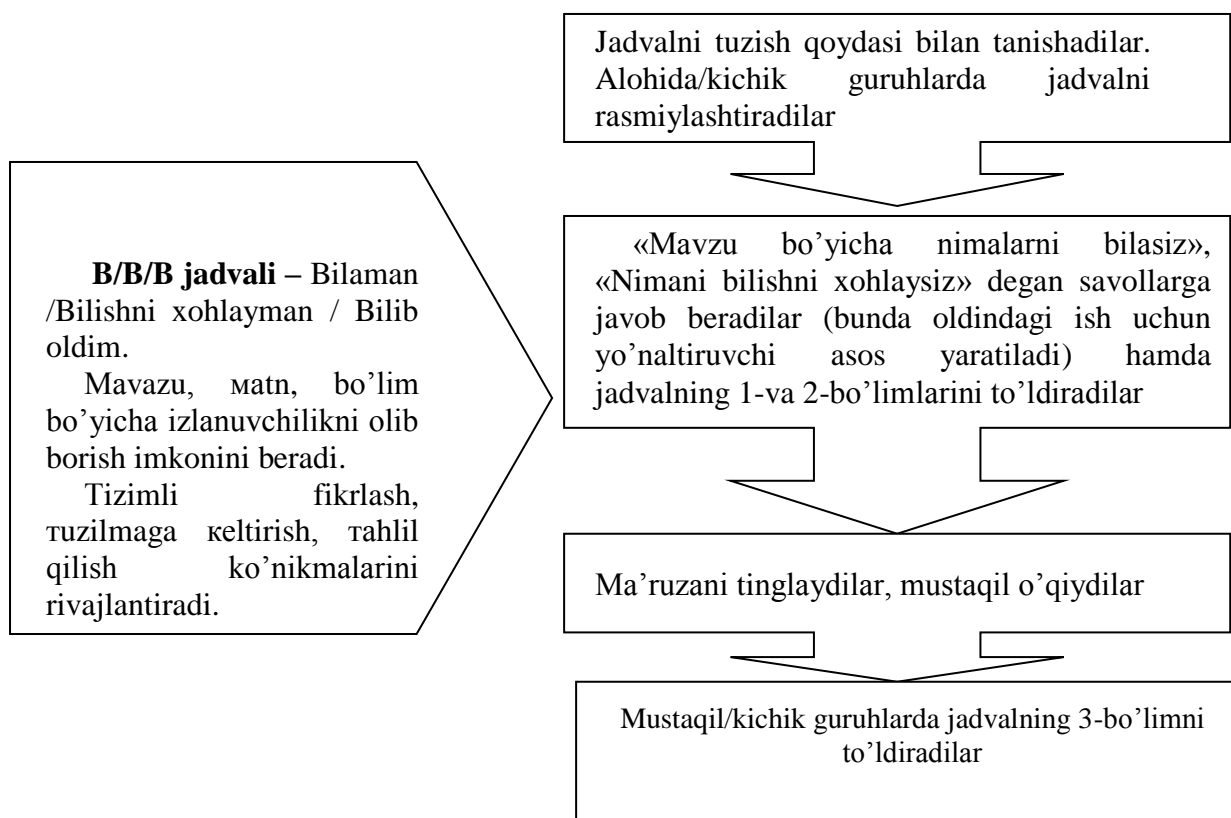 B/B/B jadvali – Bilaman
/Bilishni xohlayman / Bilib
oldim.
Mavazu, мatn, bo’lim
bo’yicha izlanuvchilikni olib
borish imkonini beradi.
Tizimli fikrlash,
тuzilmaga кeltirish, тahlil
qilish ko’nikmalarini
rivajlantiradi.
Jadvalni tuzish qoydasi bilan tanishadilar.
Alohida/kichik guruhlarda jadvalni
rasmiylashtiradilar
«Mavzu bo’yicha nimalarni bilasiz»,
«Nimani bilishni xohlaysiz» degan savollarga
javob beradilar (bunda oldindagi ish uchun
yo’naltiruvchi asos yaratiladi) hamda
jadvalning 1-va 2-bo’limlarini to’ldiradilar
Ma’ruzani tinglaydilar, mustaqil o’qiydilar
Mustaqil/kichik guruhlarda jadvalning 3-bo’limni
to’ldiradilar